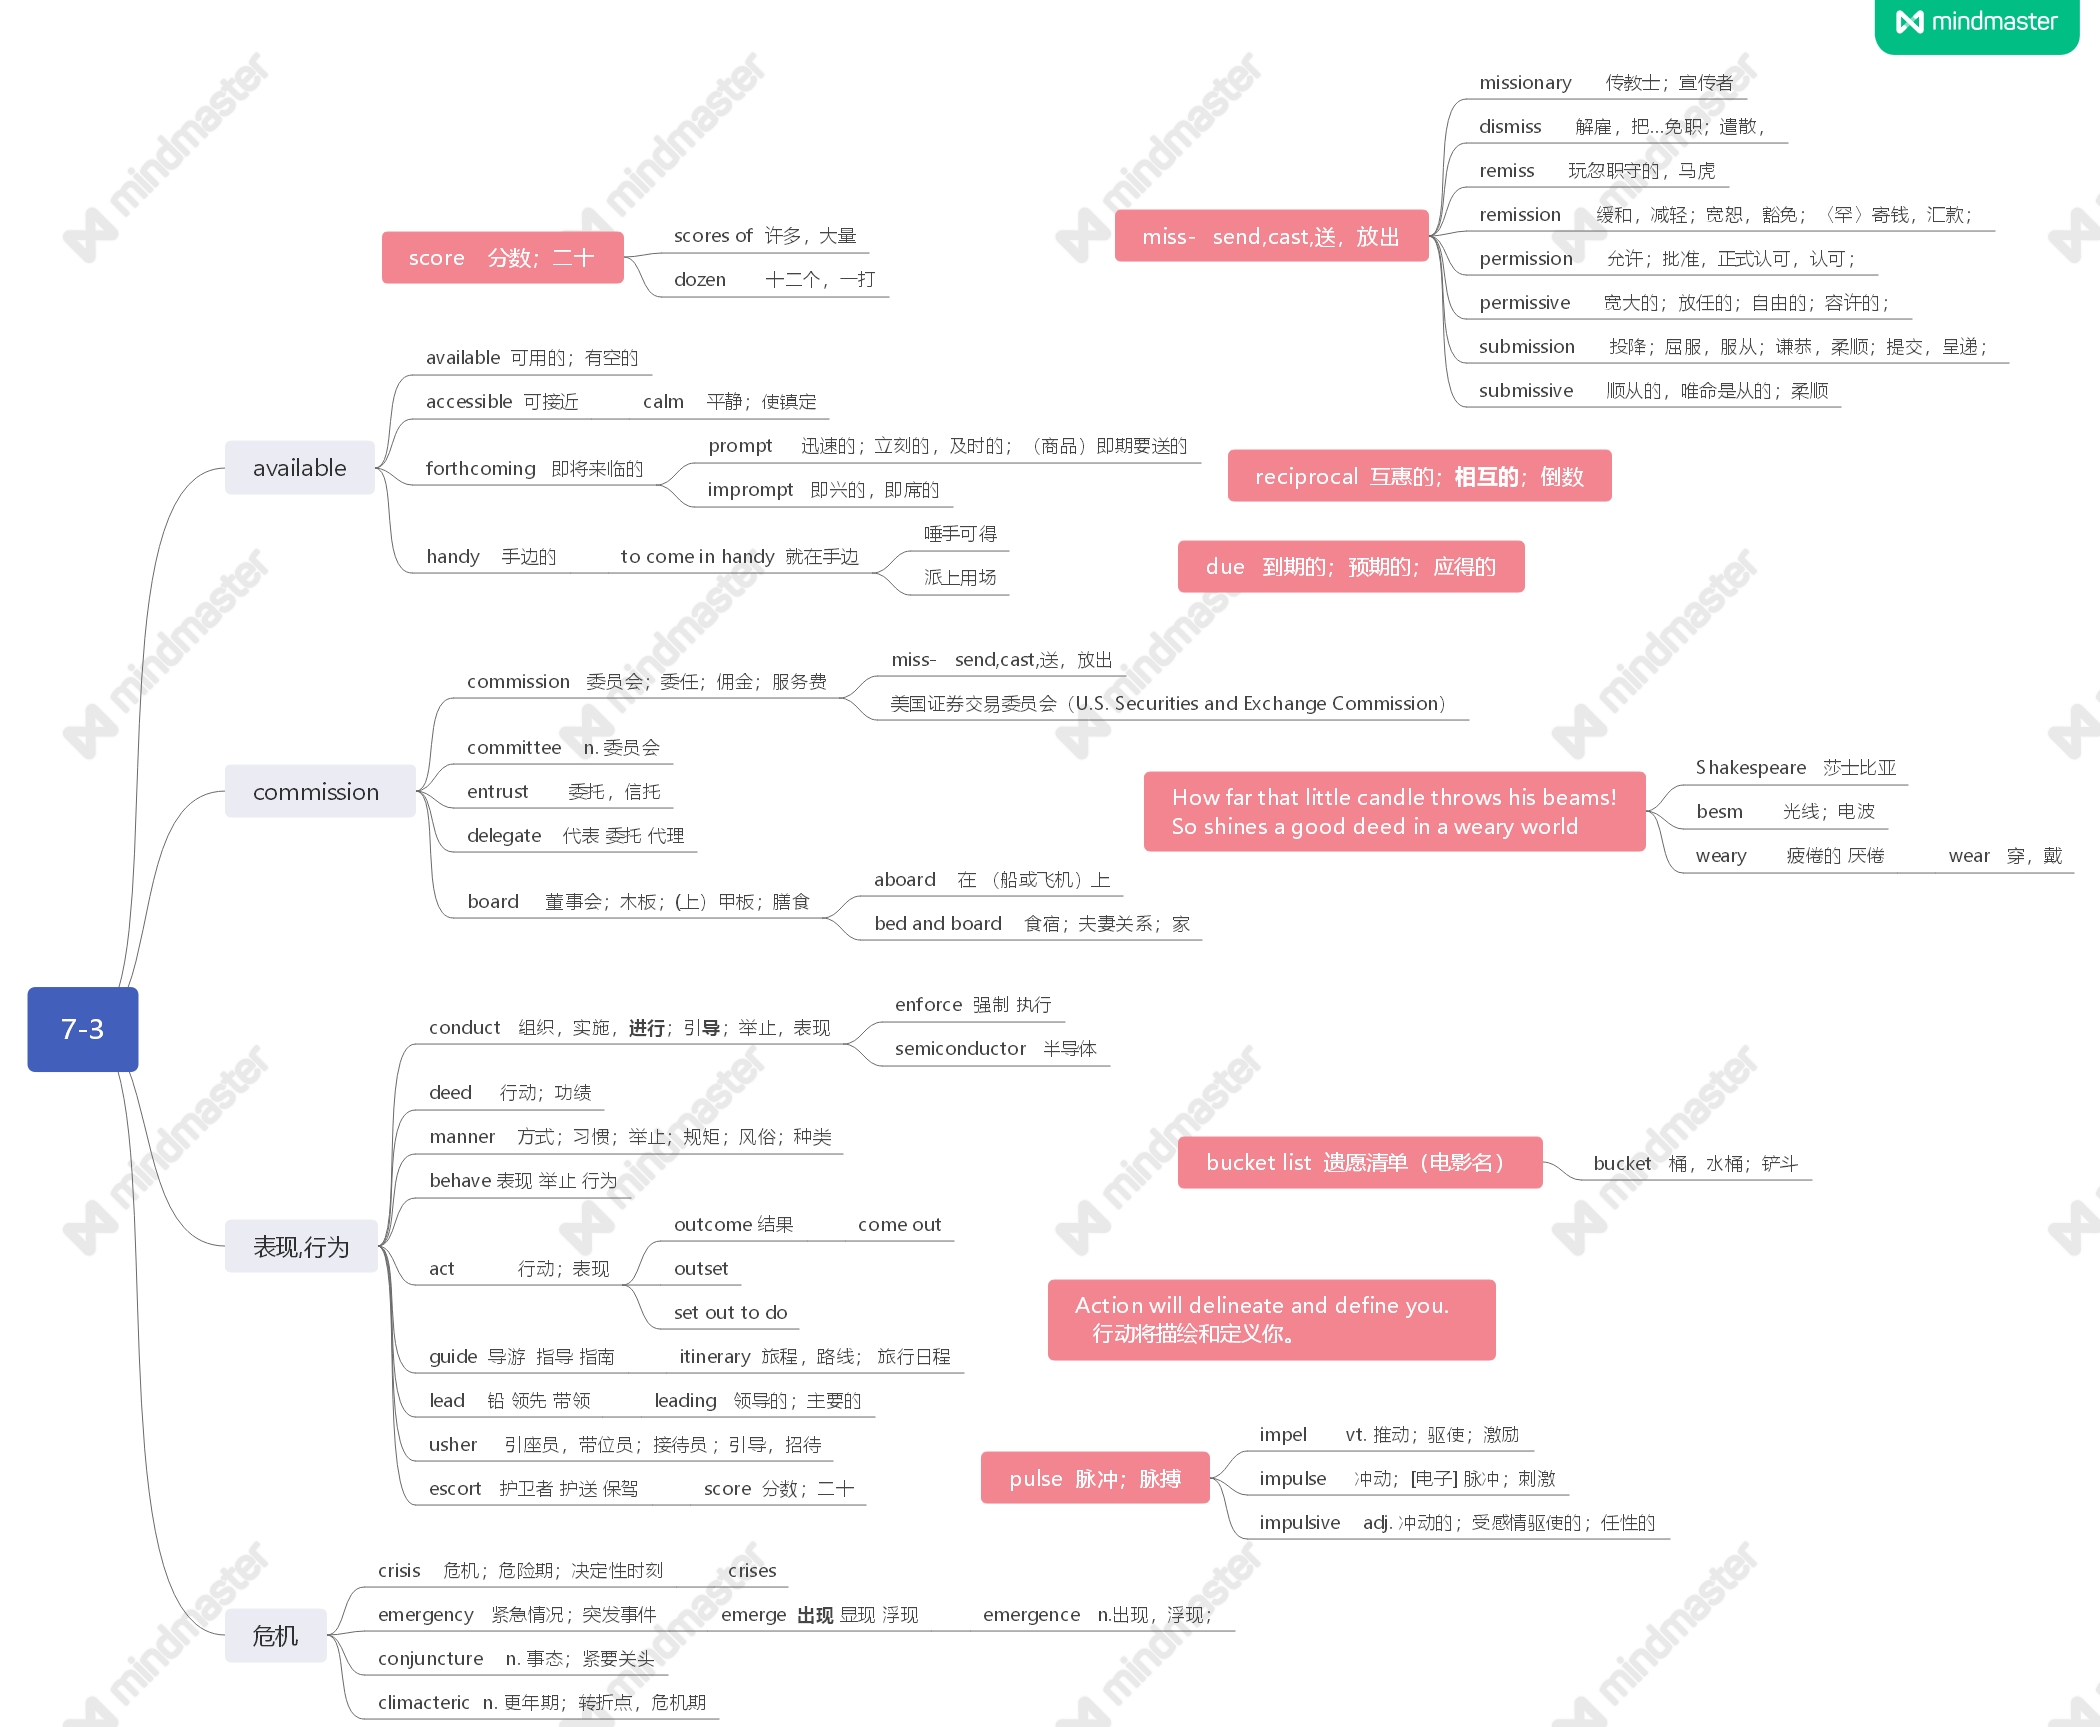 mindmaster
7-3
available
available 可用的；有空的
accessible 可接近
calm 平静；使镇定
forthcoming 即将来临的
prompt 迅速的；立刻的，及时的；（商品）即期要送的
imprompt 即兴的，即席的
handy 手边的
to come in handy 就在手边
唾手可得
派上用场
commission
commission 委员会；委任；佣金；服务费
miss- send,cast,送，放出
美国证券交易委员会（U.S. Securities and Exchange Commission）
committee n. 委员会
entrust 委托，信托
delegate 代表 委托 代理
board 董事会；木板；(上）甲板；膳食
aboard 在 （船或飞机）上
bed and board 食宿；夫妻关系；家
表现,行为
conduct 组织，实施，进行；引导；举止，表现
enforce 强制 执行
semiconductor 半导体
deed 行动；功绩
manner 方式；习惯；举止；规矩；风俗；种类
behave 表现 举止 行为
act 行动；表现
outcome 结果
come out
outset
set out to do
guide 导游 指导 指南
itinerary 旅程，路线； 旅行日程
lead 铅 领先 带领
leading 领导的；主要的
usher 引座员，带位员；接待员；引导，招待
escort 护卫者 护送 保驾
score 分数；二十
危机
crisis 危机；危险期；决定性时刻
crises
emergency 紧急情况；突发事件
emerge 出现 显现 浮现
emergence n.出现，浮现；
conjuncture n. 事态；紧要关头
climacteric n. 更年期；转折点，危机期
score 分数；二十
scores of 许多，大量
dozen 十二个，一打
miss- send,cast,送，放出
missionary 传教士；宣传者
dismiss 解雇，把...免职；遣散，
remiss 玩忽职守的，马虎
remission 缓和，减轻；宽恕，豁免；〈罕〉寄钱，汇款；
permission 允许；批准，正式认可，认可；
permissive 宽大的；放任的；自由的；容许的；
submission 投降；屈服，服从；谦恭，柔顺；提交，呈递；
submissive 顺从的，唯命是从的；柔顺
reciprocal 互惠的；相互的；倒数
due 到期的；预期的；应得的
How far that little candle throws his beams!
So shines a good deed in a weary world
Shakespeare 莎士比亚
besm 光线；电波
weary 疲倦的 厌倦
wear 穿，戴
bucket list 遗愿清单（电影名）
bucket 桶，水桶；铲斗
Action will delineate and define you.
行动将描绘和定义你。
pulse 脉冲；脉搏
impel vt. 推动；驱使；激励
impulse 冲动；[电子] 脉冲；刺激
impulsive adj. 冲动的；受感情驱使的；任性的